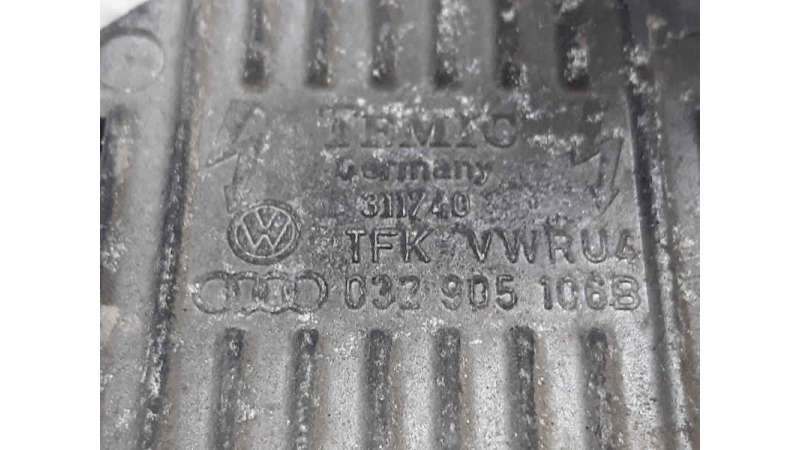 TEMIC
Germany
311740
TFK VWRU4
032 905 106B